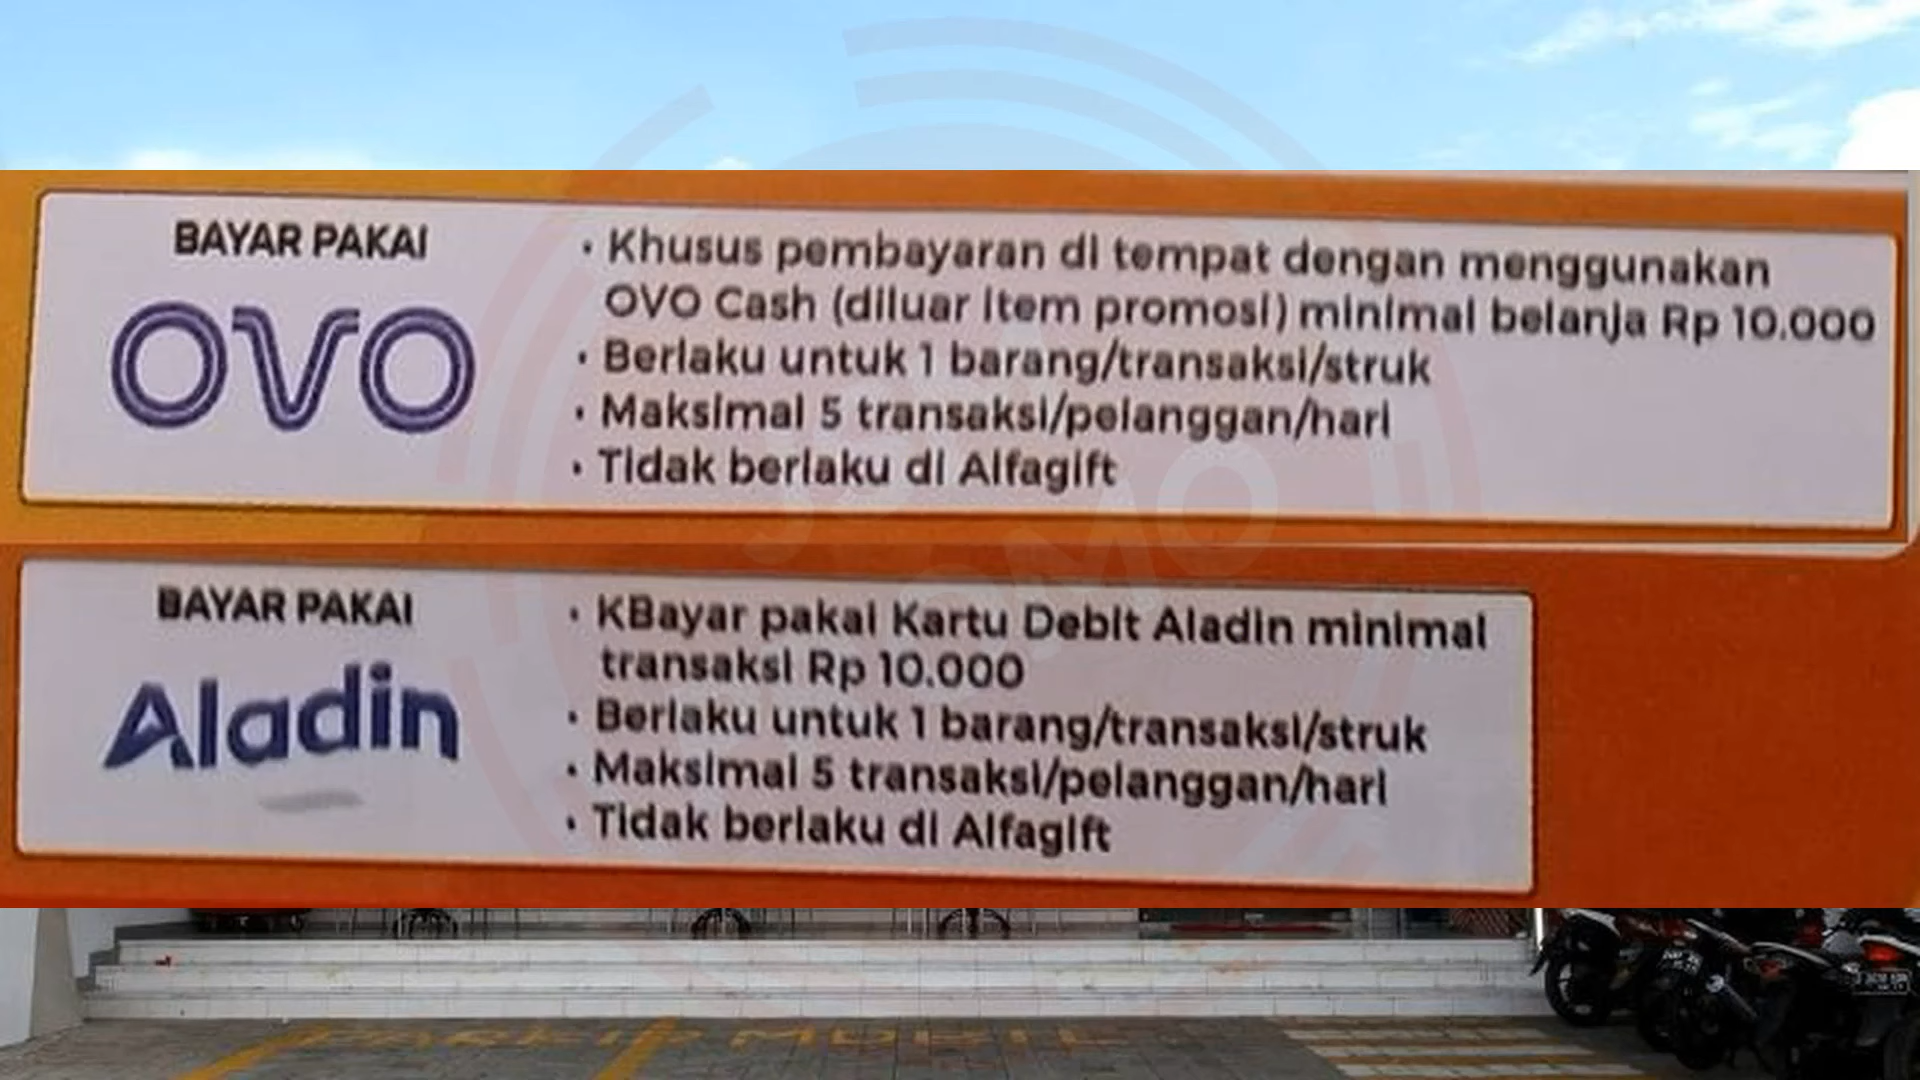 BAYAR PAKAI
OVO
• Khusus pembayaran di tempat dengan menggunakan
OVO Cash (diluar item promosi) minimal belanja Rp 10.000
• Berlaku untuk 1 barang/transaksi/struk
• Maksimal 5 transaksi/pelanggan/hari
• Tidak berlaku di Alfagift
BAYAR PAKAI
Aladin
• KBayar pakai Kartu Debit Aladin minimal
transaksi Rp 10.000
• Berlaku untuk 1 barang/transaksi/struk
• Maksimal 5 transaksi/pelanggan/hari
• Tidak berlaku di Alfagift
PARKIR MOBIL